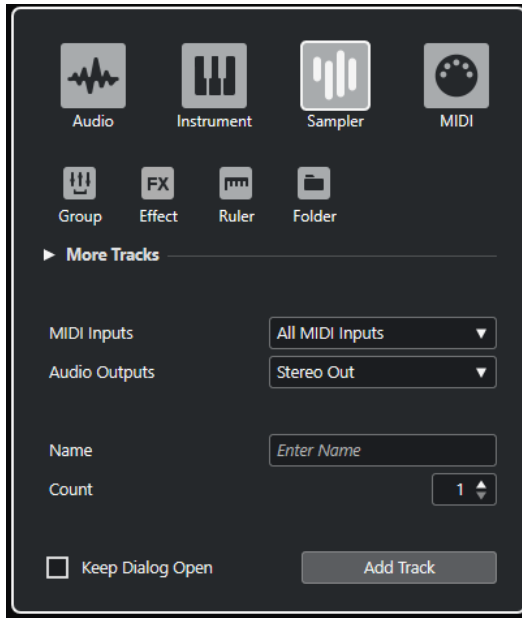 Audio Instrument Sampler MIDI
FX
Group Effect Ruler Folder
More Tracks
MIDI Inputs All MIDI Inputs
Audio Outputs Stereo Out
Name Enter Name
Count 1
Keep Dialog Open Add Track